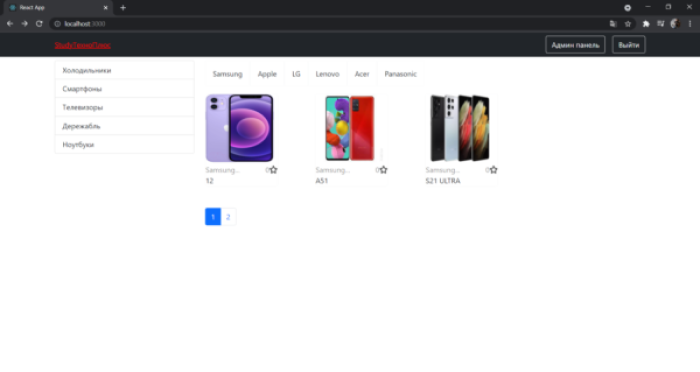 React App
localhost:3000
Админ панель
Выйти
Холодильники
Смартфоны
Телевизоры
Дережабль
Ноутбуки
Samsung Apple LG Lenovo Acer Panasonic
Samsung... 0
12
Samsung... 0
A51
Samsung... 0
S21 ULTRA
1 2